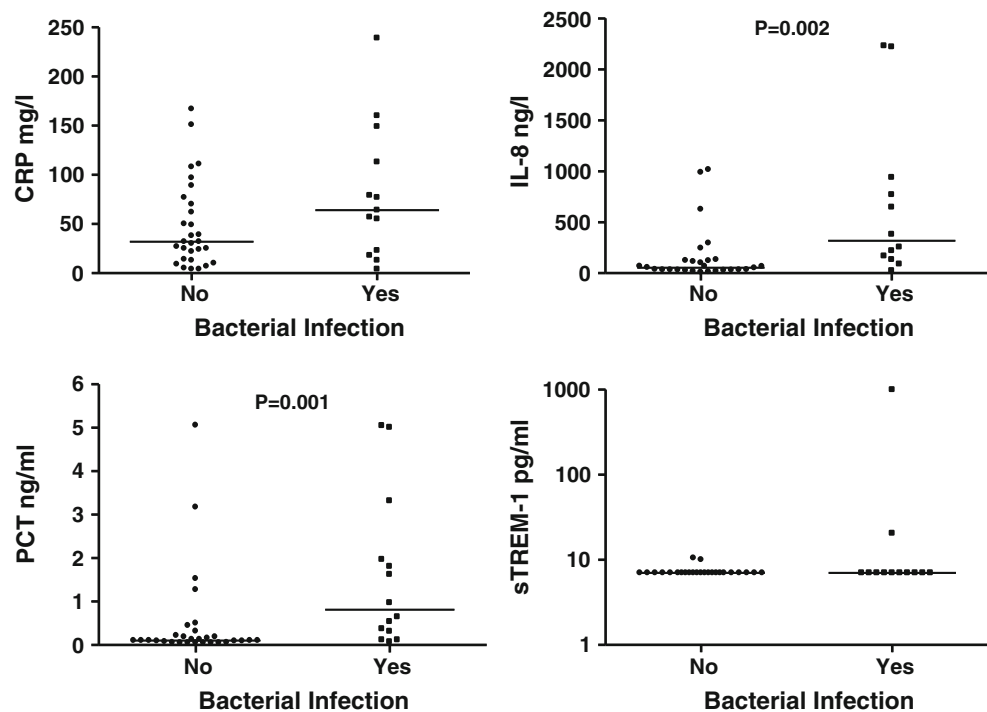 250
200
150
100
50
0
CRP mg/l
No Yes
Bacterial Infection
P=0.002
2500
2000
1500
1000
500
0
IL-8 ng/l
No Yes
Bacterial Infection
P=0.001
6
5
4
3
2
1
0
PCT ng/ml
No Yes
Bacterial Infection
1000
100
10
1
sTREM-1 pg/ml
No Yes
Bacterial Infection